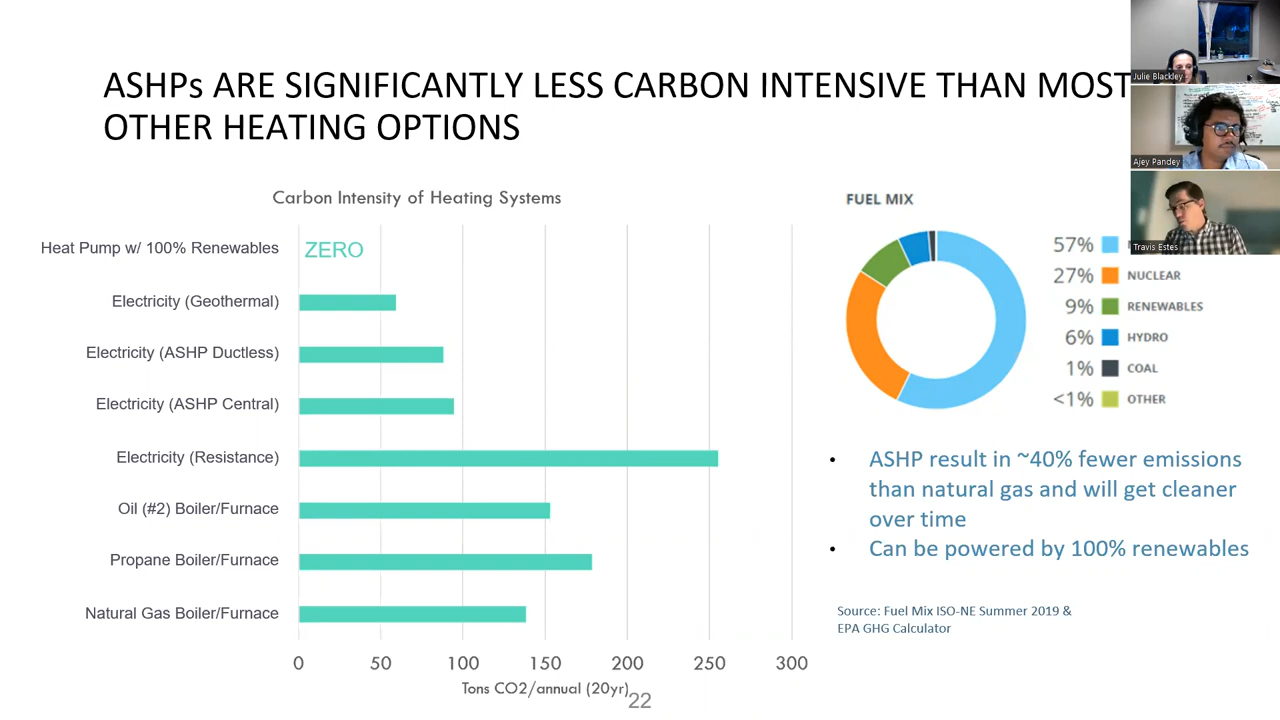 ASHPs ARE SIGNIFICANTLY LESS CARBON INTENSIVE THAN MOST
OTHER HEATING OPTIONS
Carbon Intensity of Heating Systems
Heat Pump w/ 100% Renewables
ZERO
Electricity (Geothermal)
Electricity (ASHP Ductless)
Electricity (ASHP Central)
Electricity (Resistance)
Oil (#2) Boiler/Furnace
Propane Boiler/Furnace
Natural Gas Boiler/Furnace
0 50 100 150 200 250 300
Tons CO2/annual (20yr)
22
FUEL MIX
57%
27% NUCLEAR
9% RENEWABLES
6% HYDRO
1% COAL
<1% OTHER
• ASHP result in ~40% fewer emissions
than natural gas and will get cleaner
over time
• Can be powered by 100% renewables
Source: Fuel Mix ISO-NE Summer 2019 &
EPA GHG Calculator
Julie Blackley
Ajey Pandey
Travis Estes